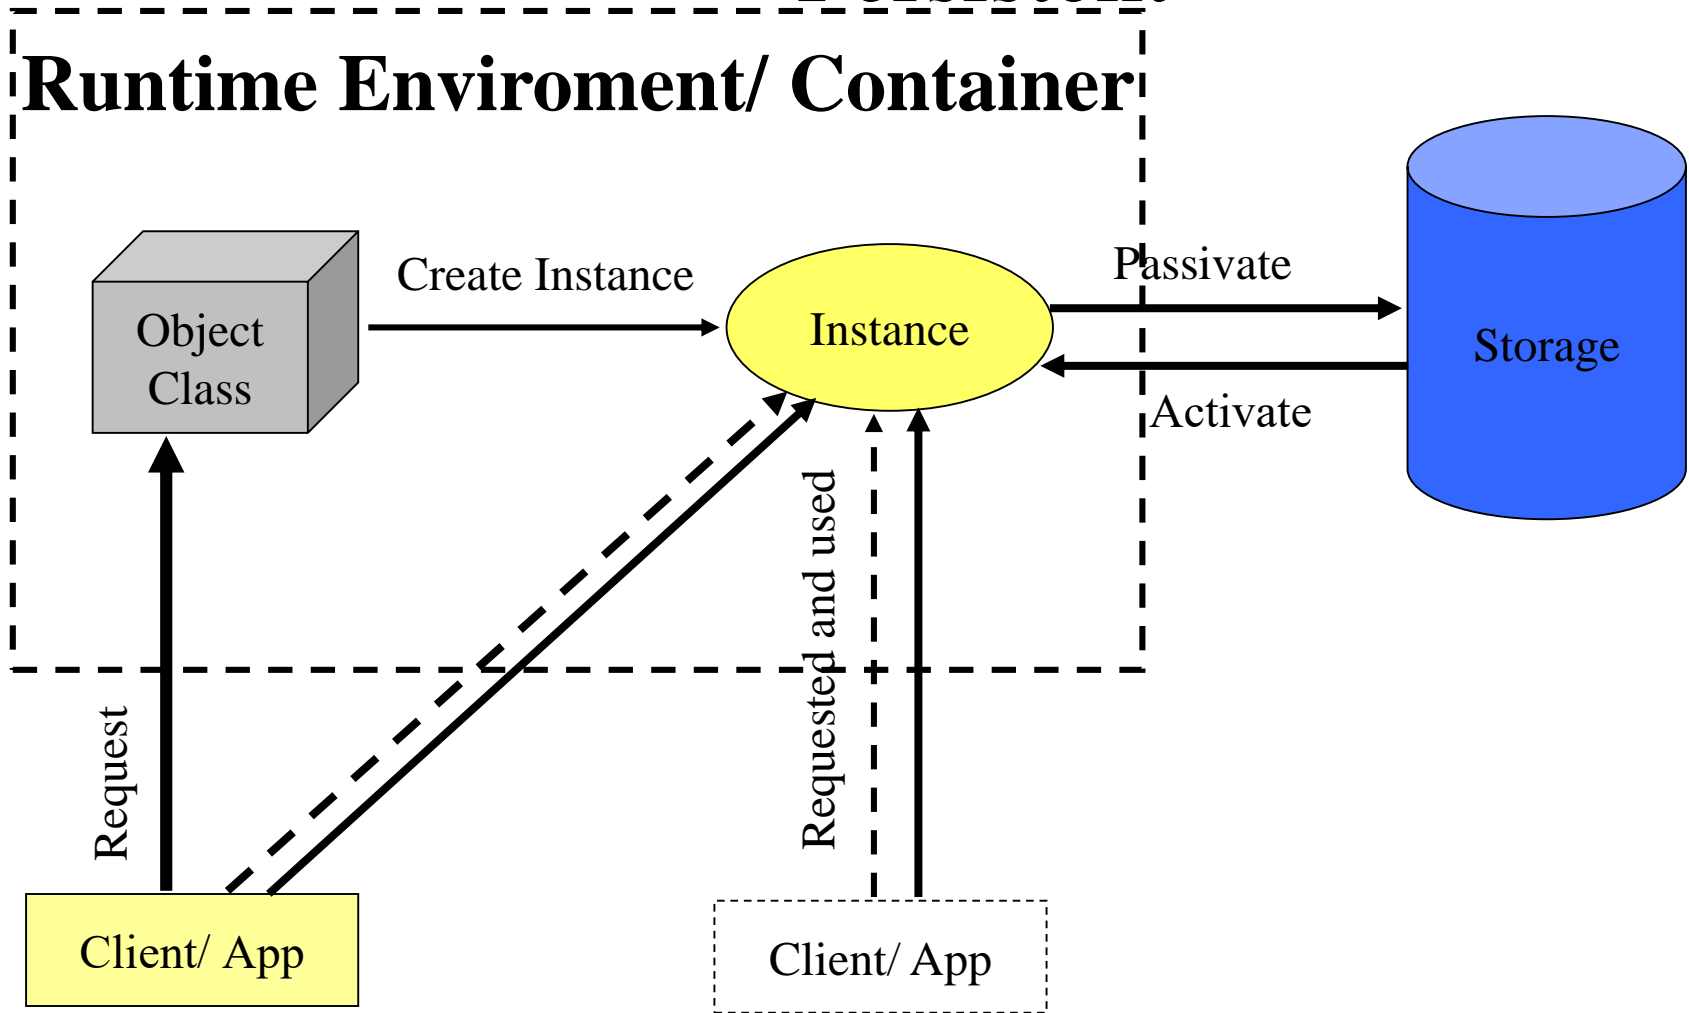 Persistent
Runtime Enviroment/ Container
Create Instance
Passivate
Object
Class
Instance
Storage
Activate
Requested and used
Request
Client/ App
Client/ App